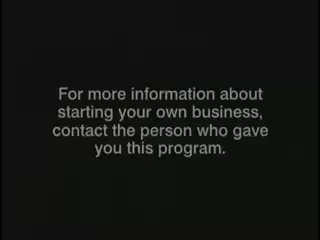 For more information about
starting your own business,
contact the person who gave
you this program.